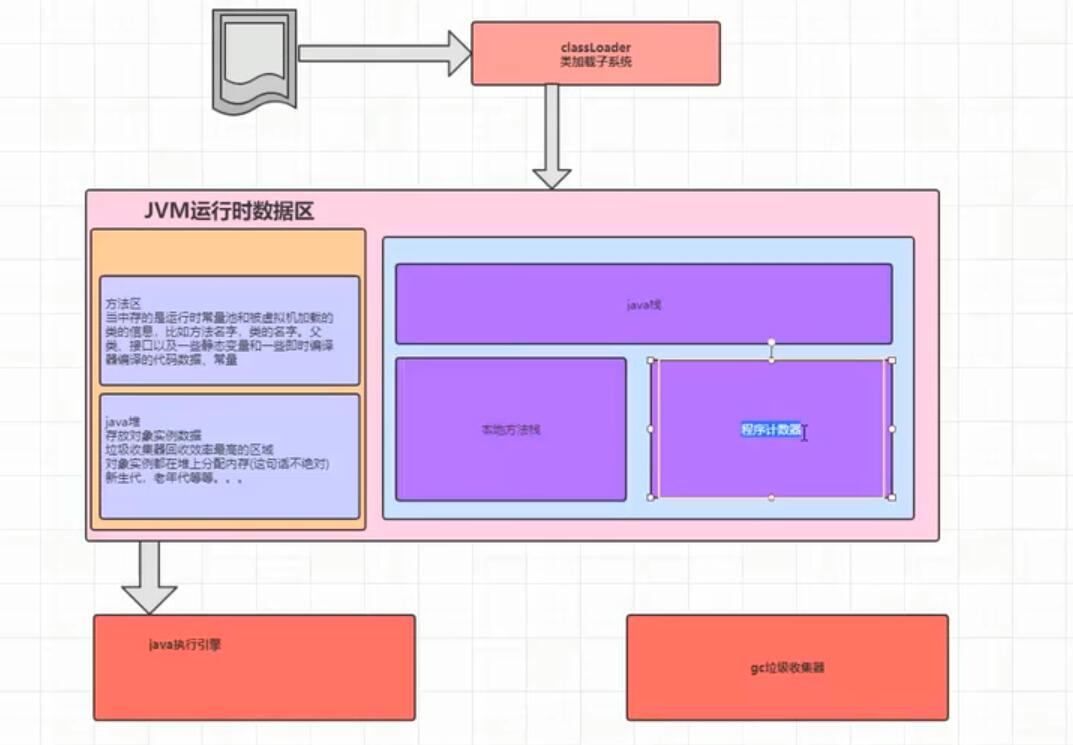 classLoader
类加载子系统
JVM运行时数据区
方法区
当中存的是运行时常量池和被虚拟机加载的
类的信息，比如方法名字，类的名字。父
类、接口以及一些静态变量和一些即时编译
器编译的代码数据、常量
java堆
存放对象实例数据
垃圾收集器回收效率最高的区域
对象实例都在堆上分配内存(这句话不绝对)
新生代，老年代等等。。。
java栈
本地方法栈
程序计数器
java执行引擎
gc垃圾收集器